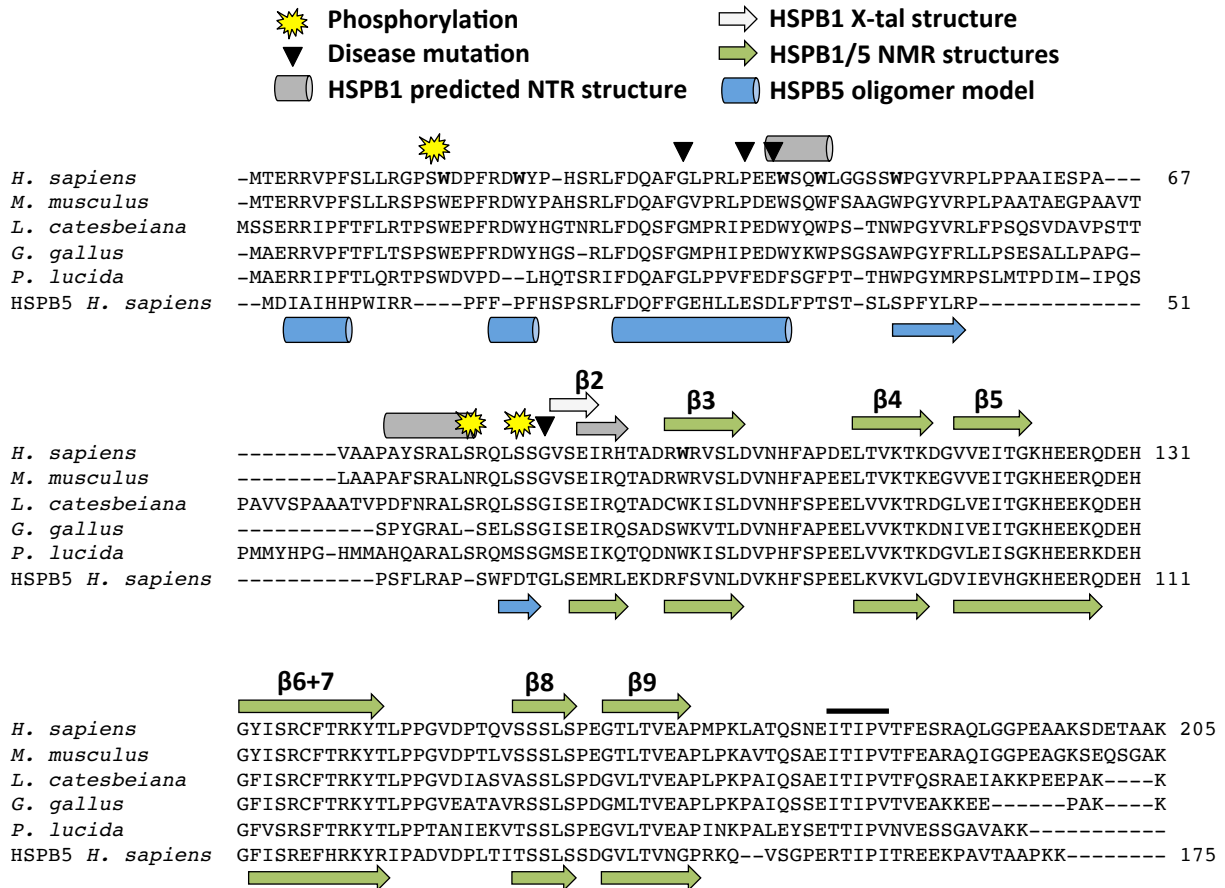 Phosphorylation
HSPB1 X-tal structure
Disease mutation
HSPB1/5 NMR structures
HSPB1 predicted NTR structure
HSPB5 oligomer model
H. sapiens -MTERRVPFSLLRGPSWDPFRDWYP-HSRLFDQAFGLPRLPEEWSQWLGGSSWPGYVRPLPPAAIESPA--- 67
M. musculus -MTERRVPFSLLRSPSWEPFRDWYPAHSRLFDQAFGVPRLPDEWSQWFSAAGWPGYVRPLPAATAEGPAAVT
L. catesbeiana MSSERRIPFTFLRTPSWEPFRDWYHGTNRLFDQSFGMPRIPEDWYQWPS-TNWPGYVRLFPSQSVDAVPSTT
G. gallus -MAERRVPFTFLTSPSWEPFRDWYHGS-RLFDQSFGMPHIPEDWYKWPSGSAWPGYFRLLPSESALLPAPG-
P. lucida -MAERRIPFTLQRTPSWDVPD--LHQTSRIFDQAFGLPPVFEDFSGFPT-THWPGYMRPSLMTPDIM-IPQS
HSPB5 H. sapiens --MDIAIHHPWIRR----PFF-PFHSPSRLFDQFFGEHLLESDLFPTST-SLSPFYLRP------------- 51
β2
β3
β4
β5
H. sapiens --------VAAPAYSRALSRQLSSGVSEIRHTADRWRVSLDVNHFAPDELTVKTKDGVVEITGKHEERQDEH 131
M. musculus --------LAAPAFSRALNRQLSSGVSEIRQTADRWRVSLDVNHFAPEELTVKTKEGVVEITGKHEERQDEH
L. catesbeiana PAVVSPAAATVPDFNRALSRQLSSGISEIRQTADCWKISLDVNHFAPEELVVKTRDGLVEITGKHEEKQDEH
G. gallus -----------SPYGRAL-SELSSGISEIRQSADSWKVTLDVNHFAPEELVVKTKDNIVEITGKHEEKQDEH
P. lucida PMMYHPG-HMMAHQARALSRQMSSGMSEIKQTQDNWKISLDVPHFSPEELVVKTKDGVLEISGKHEERKDEH
HSPB5 H. sapiens -----------PSFLRAP-SWFDTGLSEMRLEKDRFSVNLDVKHFSPEELKVKVLGDVIEVHGKHEERQDEH 111
β6+7
β8
β9
H. sapiens GYISRCFTRKYTLPPGVDPTQVSSSLSPEGTLTVEAPMPKLATQSNEITIPVTFESRAQLGGPEAAKSDETAAK 205
M. musculus GYISRCFTRKYTLPPGVDPTLVSSSLSPEGTLTVEAPLPKAVTQSAEITIPVTFEARAQIGGPEAGKSEQSGAK
L. catesbeiana GFISRCFTRKYTLPPGVDIASVASSLSPDGVLTVEAPLPKPAIQSAEITIPVTFQSRAEIAKKPEEPAK----K
G. gallus GFISRCFTRKYTLPPGVEATAVRSSLSPDGMLTVEAPLPKPAIQSSEITIPVTVEAKKEE------PAK----K
P. lucida GFVSRSFTRKYTLPPTANIEKVTSSLSPEGVLTVEAPINKPALEYSETTIPVNVESSGAVAKK-----------
HSPB5 H. sapiens GFISREFHRKYRIPADVDPLTITSSLSSDGVLTVNGPRKQ--VSGPERTIPITREEKPAVTAAPKK-------- 175